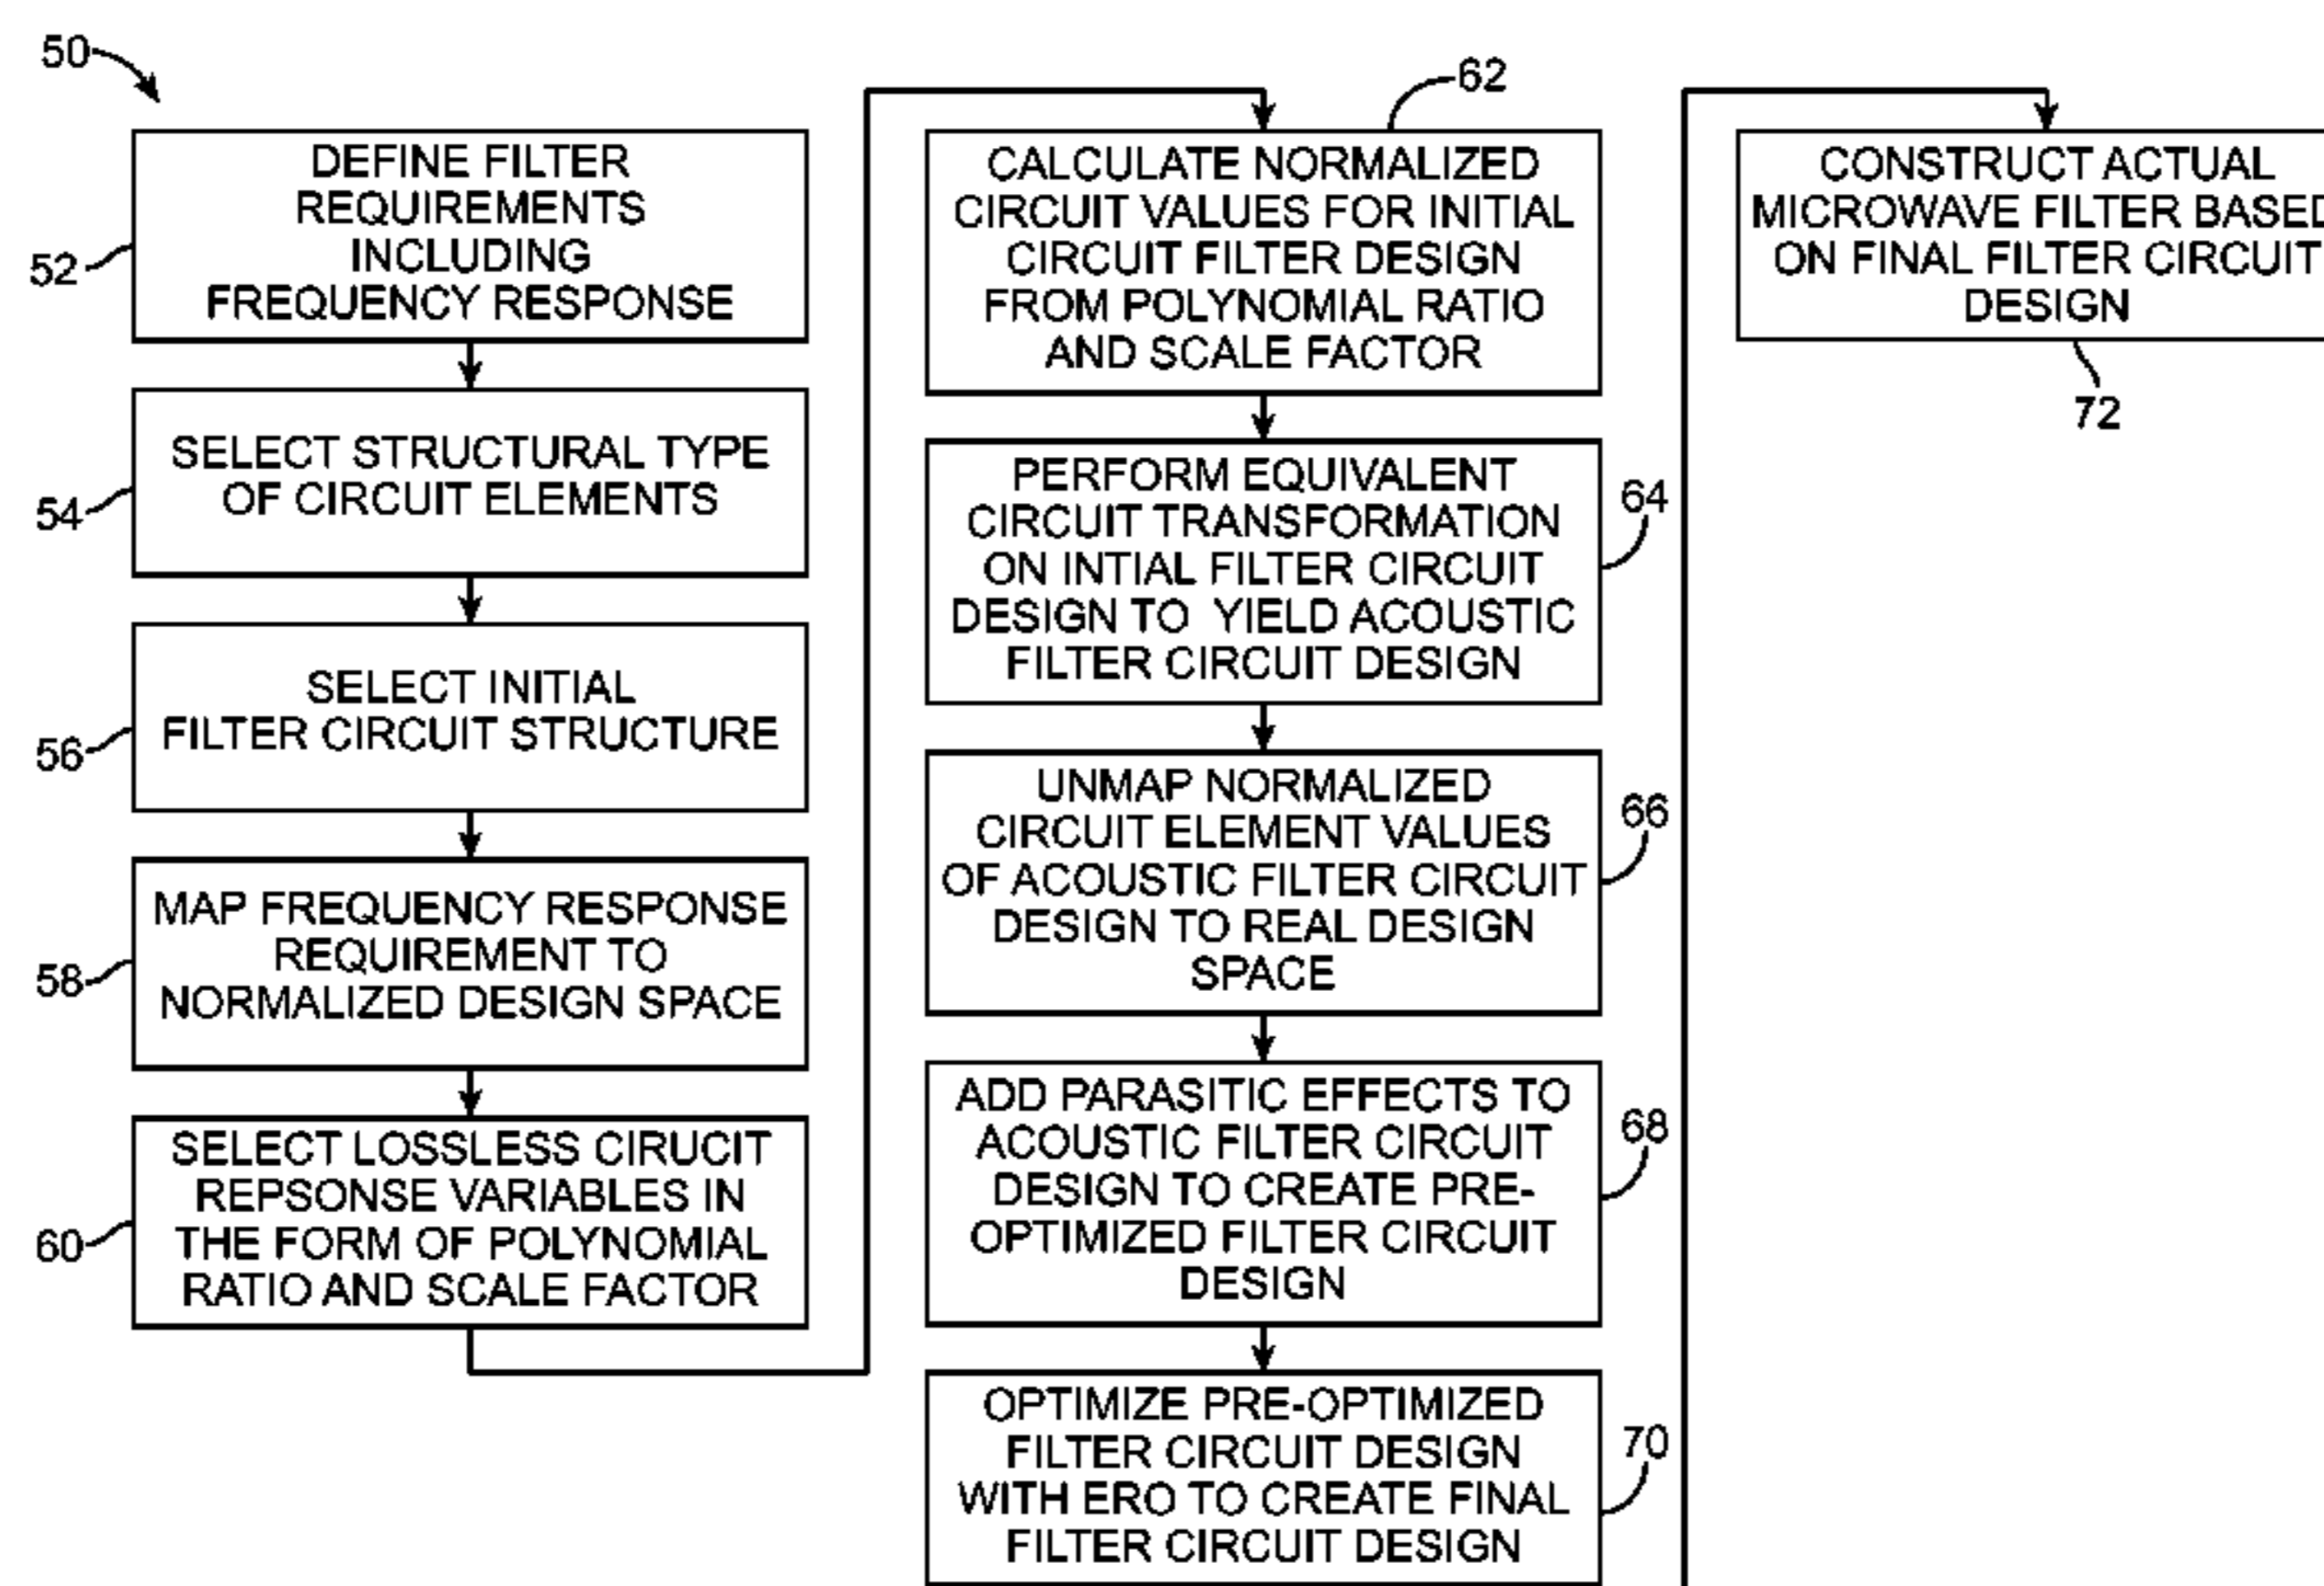 50
DEFINE FILTER
REQUIREMENTS
INCLUDING
FREQUENCY RESPONSE
52
SELECT STRUCTURAL TYPE
OF CIRCUIT ELEMENTS
54
SELECT INITIAL
FILTER CIRCUIT STRUCTURE
56
MAP FREQUENCY RESPONSE
REQUIREMENT TO
NORMALIZED DESIGN SPACE
58
SELECT LOSSLESS CIRUCIT
REPSONSE VARIABLES IN
THE FORM OF POLYNOMIAL
RATIO AND SCALE FACTOR
60
62
CALCULATE NORMALIZED
CIRCUIT VALUES FOR INITIAL
CIRCUIT FILTER DESIGN
FROM POLYNOMIAL RATIO
AND SCALE FACTOR
PERFORM EQUIVALENT
CIRCUIT TRANSFORMATION
ON INTIAL FILTER CIRCUIT
DESIGN TO YIELD ACOUSTIC
FILTER CIRCUIT DESIGN
64
UNMAP NORMALIZED
CIRCUIT ELEMENT VALUES
OF ACOUSTIC FILTER CIRCUIT
DESIGN TO REAL DESIGN
SPACE
66
ADD PARASITIC EFFECTS TO
ACOUSTIC FILTER CIRCUIT
DESIGN TO CREATE PRE-
OPTIMIZED FILTER CIRCUIT
DESIGN
68
OPTIMIZE PRE-OPTIMIZED
FILTER CIRCUIT DESIGN
WITH ERO TO CREATE FINAL
FILTER CIRCUIT DESIGN
70
CONSTRUCT ACTUAL
MICROWAVE FILTER BASED
ON FINAL FILTER CIRCUIT
DESIGN
72